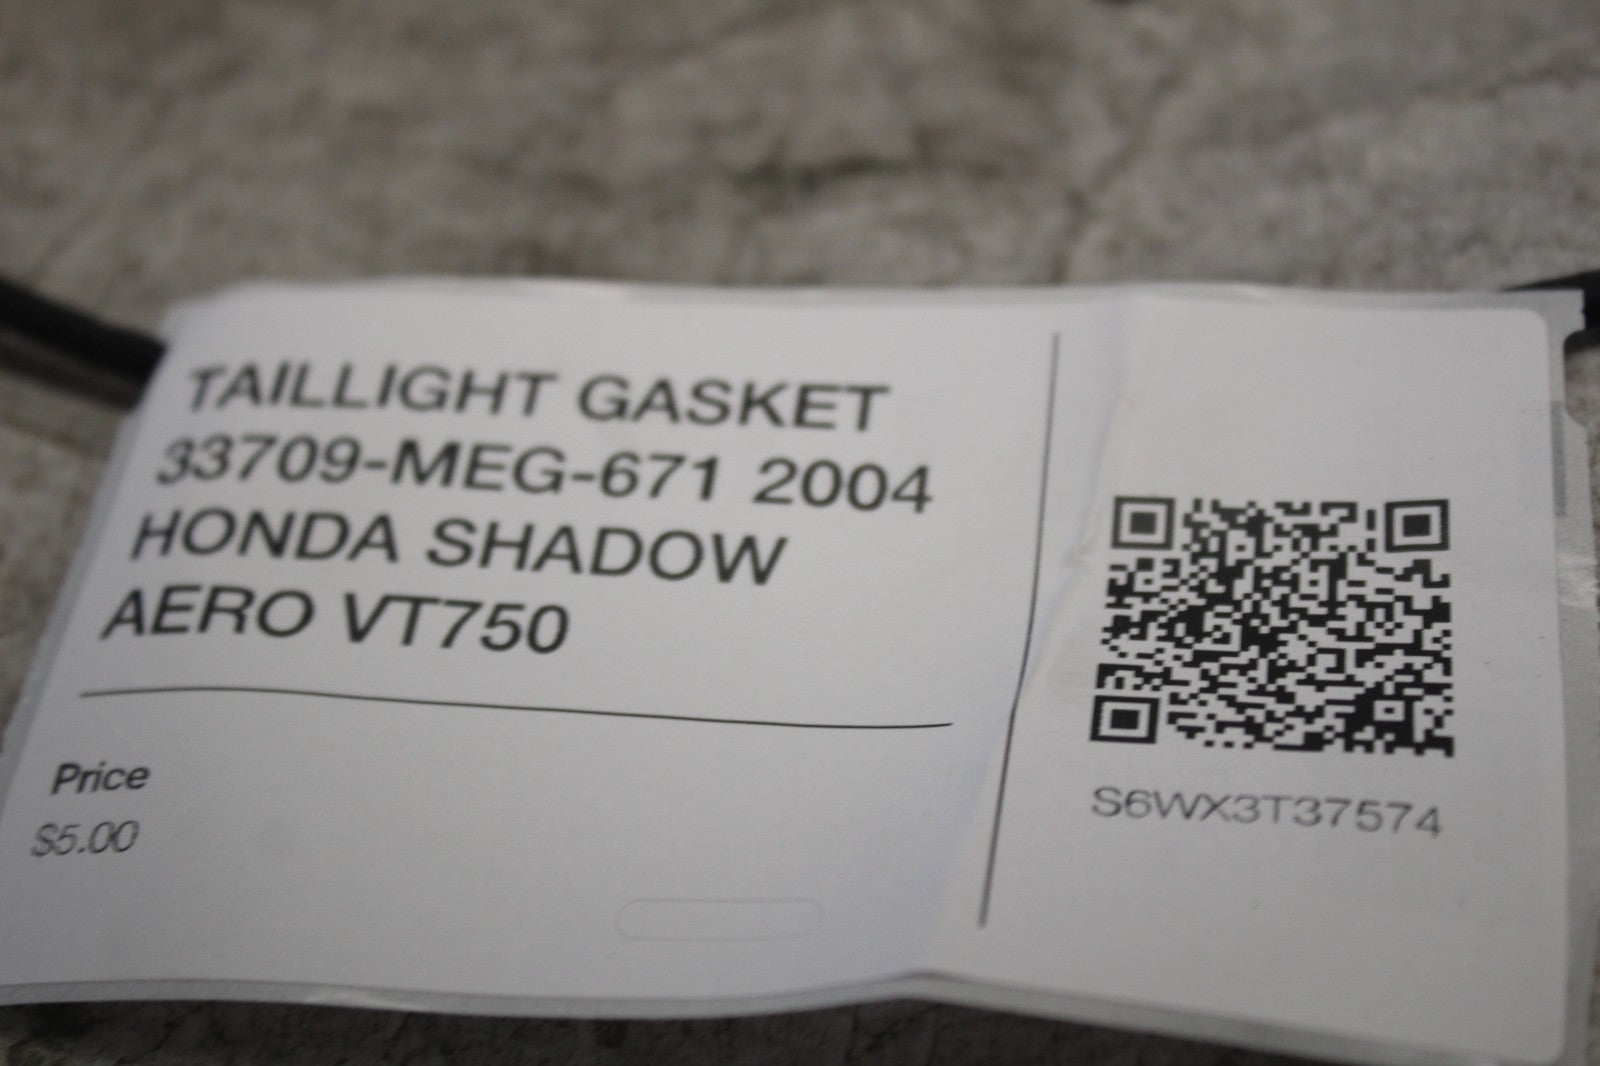 TAILLIGHT GASKET
33709-MEG-671 2004
HONDA SHADOW
AERO VT750
Price
$5.00
S6WX3T37574